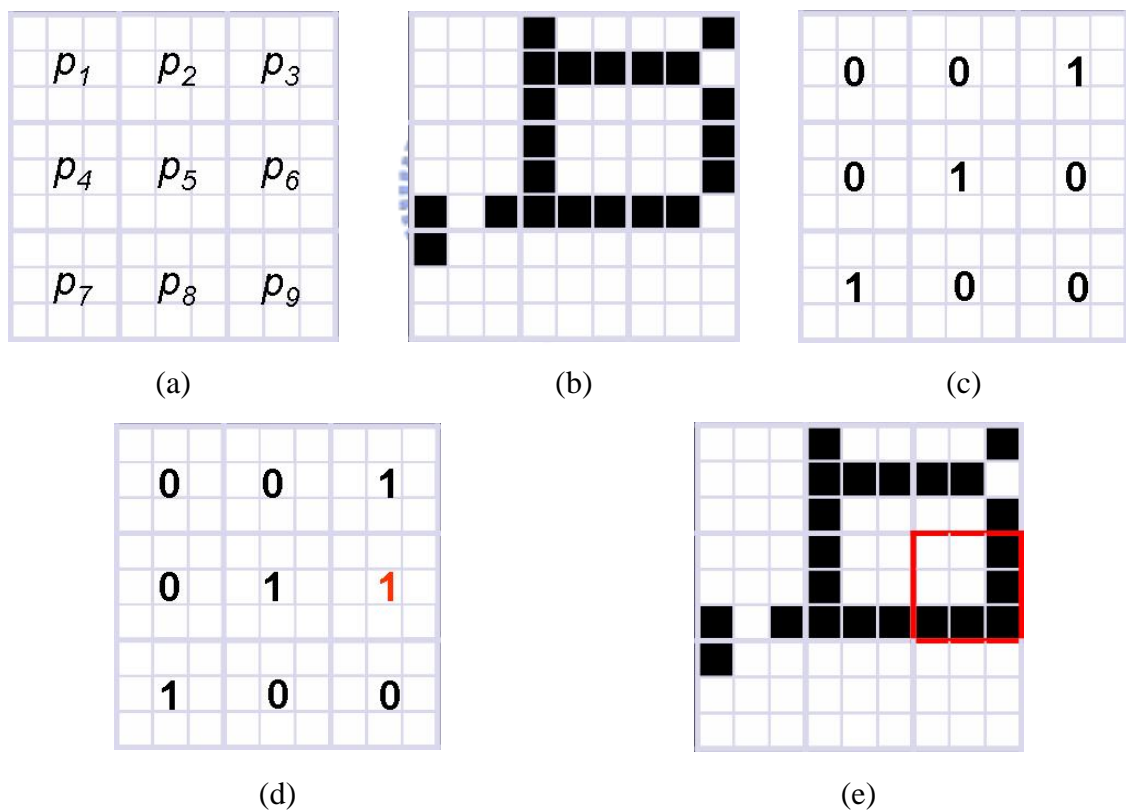 p₁ p₂ p₃
p₄ p₅ p₆
p₇ p₈ p₉
0 0 1
0 1 0
1 0 0
(a) (b) (c)
0 0 1
0 1 1
1 0 0
(d) (e)